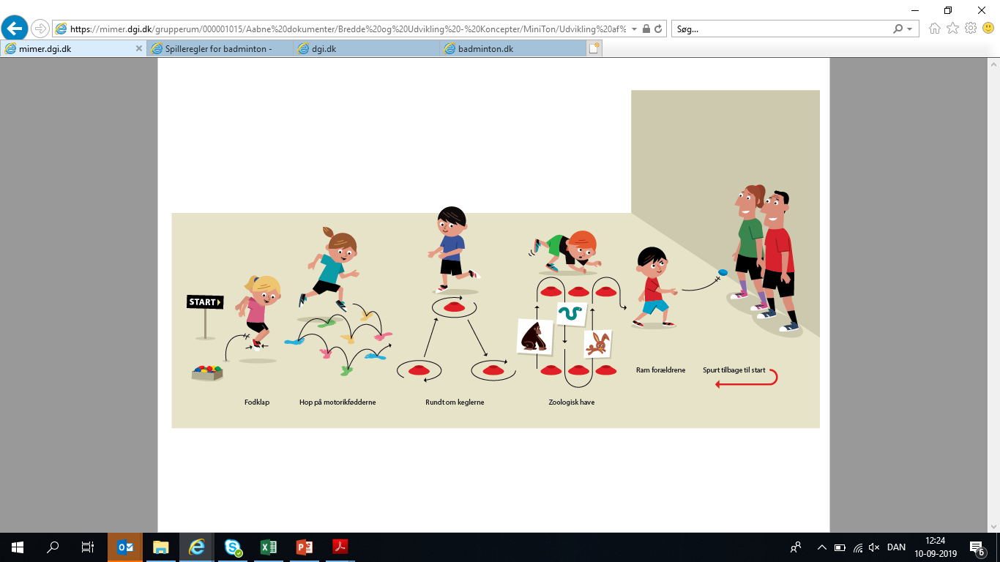 https://mimer.dgi.dk/grupperum/000001015/Aabne%20dokumenter/Bredde%20og%20Udvikling%20-%20Koncepter/MiniTon/Udvikling%20af%
Søg...
mimer.dgi.dk
Spilleregler for badminton -
dgi.dk
badminton.dk
START
Ram forældrene
Spurt tilbage til start
Fodklap
Hop på motorikfødderne
Rundt om keglerne
Zoologisk have
DAN
12:24
10-09-2019
6